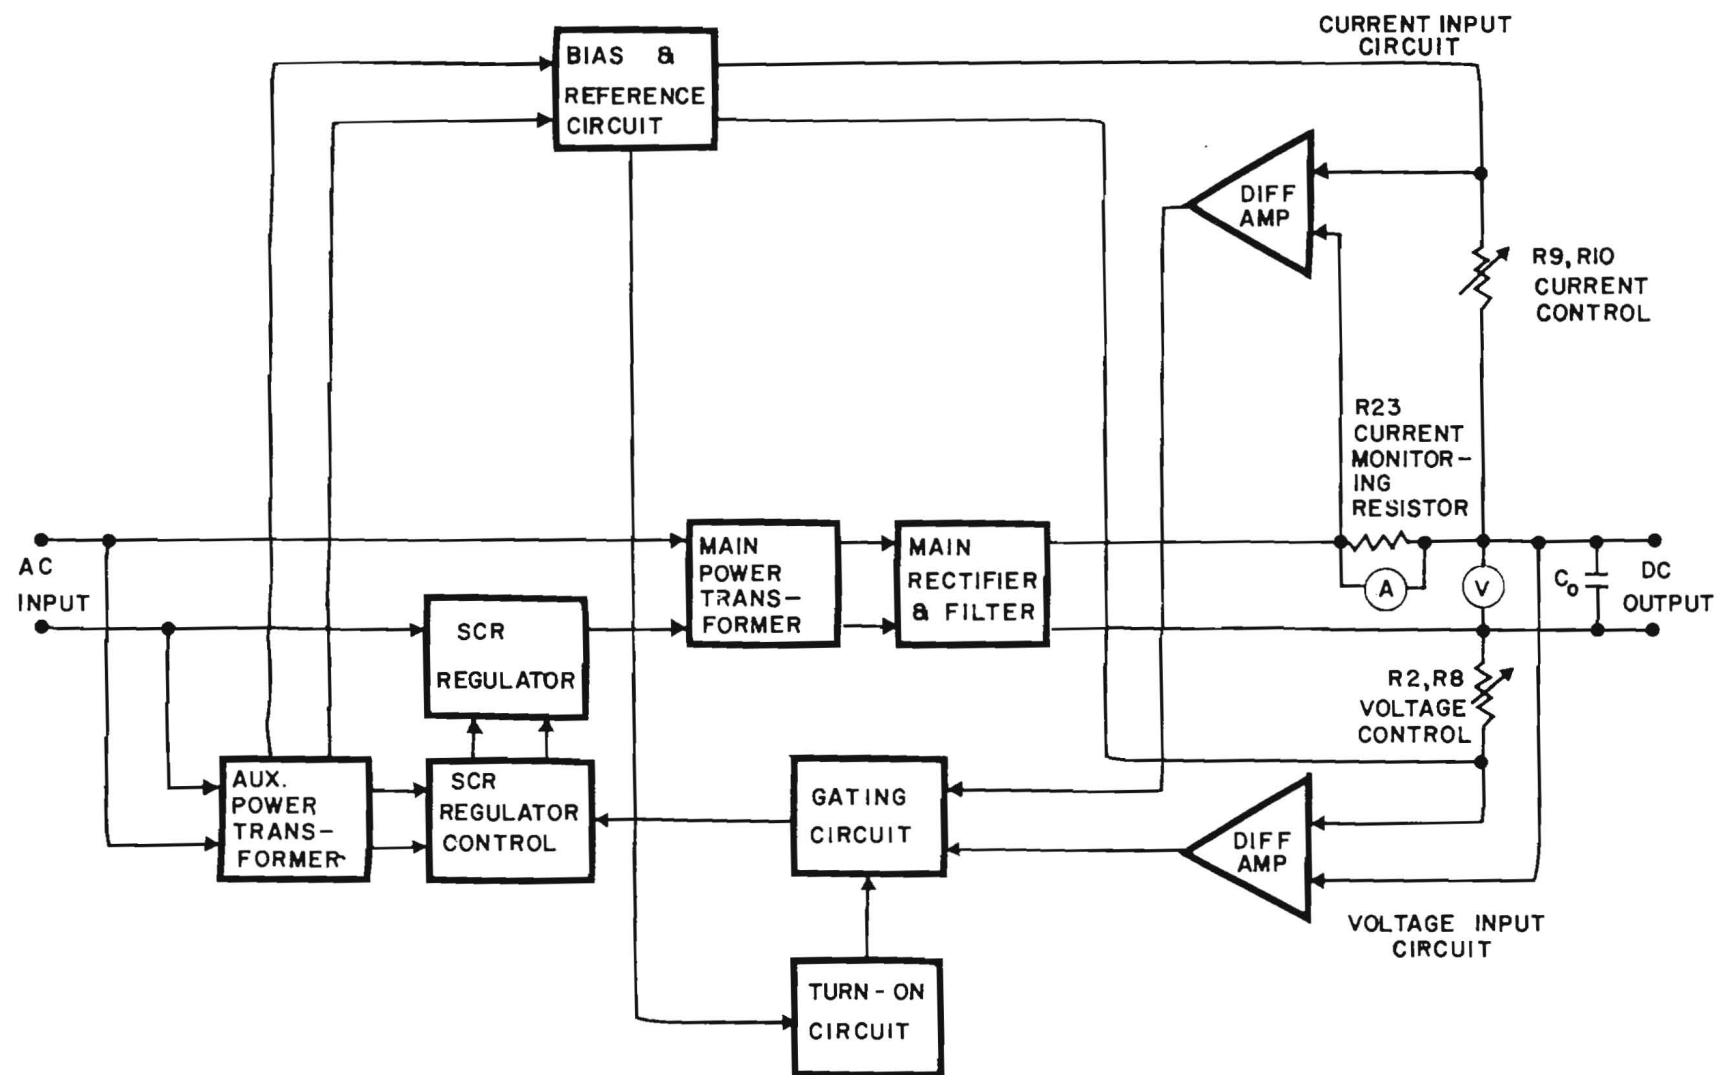 CURRENT INPUT
CIRCUIT
BIAS &
REFERENCE
CIRCUIT
DIFF
AMP
R9, R10
CURRENT
CONTROL
R23
CURRENT
MONITOR-
ING
RESISTOR
AC
INPUT
MAIN
POWER
TRANS-
FORMER
MAIN
RECTIFIER
& FILTER
A
V
Co
DC
OUTPUT
SCR
REGULATOR
R2, R8
VOLTAGE
CONTROL
AUX.
POWER
TRANS-
FORMER
SCR
REGULATOR
CONTROL
GATING
CIRCUIT
DIFF
AMP
VOLTAGE INPUT
CIRCUIT
TURN-ON
CIRCUIT